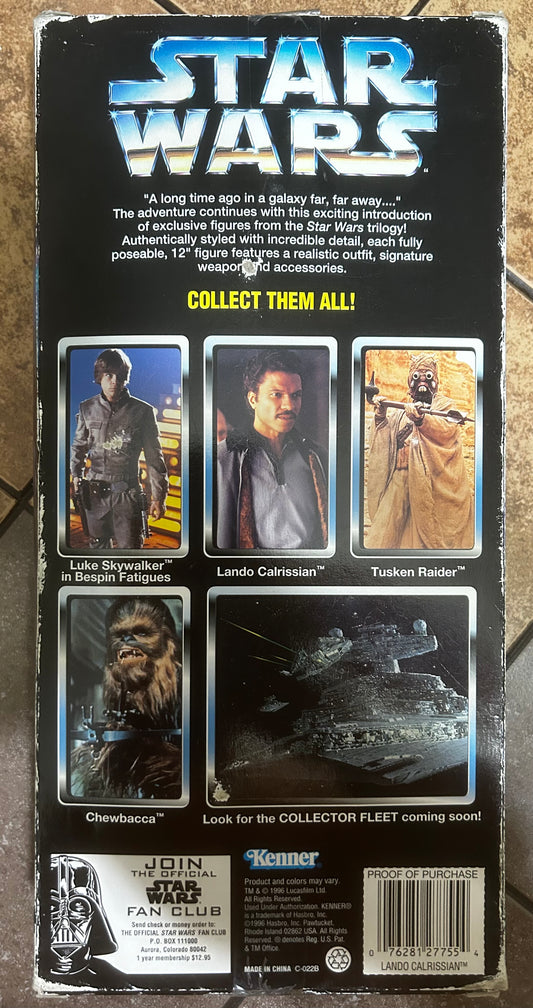 STAR
WARS
"A long time ago in a galaxy far, far away...."
The adventure continues with this exciting introduction
of exclusive figures from the Star Wars trilogy!
Authentically styled with incredible detail, each fully
poseable, 12" figure features a realistic outfit, signature
weapon and accessories.
COLLECT THEM ALL!
Luke Skywalker™
in Bespin Fatigues
Lando Calrissian™
Tusken Raider™
Chewbacca™
Look for the COLLECTOR FLEET coming soon!
JOIN
THE OFFICIAL
STAR
WARS
FAN CLUB
Send check or money order to:
THE OFFICIAL STAR WARS FAN CLUB
P.O. BOX 111000
Aurora, Colorado 80042
1 year membership $12.95
Kenner
Product and colors may vary.
TM & © 1996 Lucasfilm Ltd.
All Rights Reserved.
Used Under Authorization. KENNER®
is a trademark of Hasbro, Inc.
©1996 Hasbro, Inc. Pawtucket,
Rhode Island 02862 USA. All Rights
Reserved. ® denotes Reg. U.S. Pat.
& TM Office.
MADE IN CHINA C-022B
PROOF OF PURCHASE
0 76281 27755 4
LANDO CALRISSIAN™